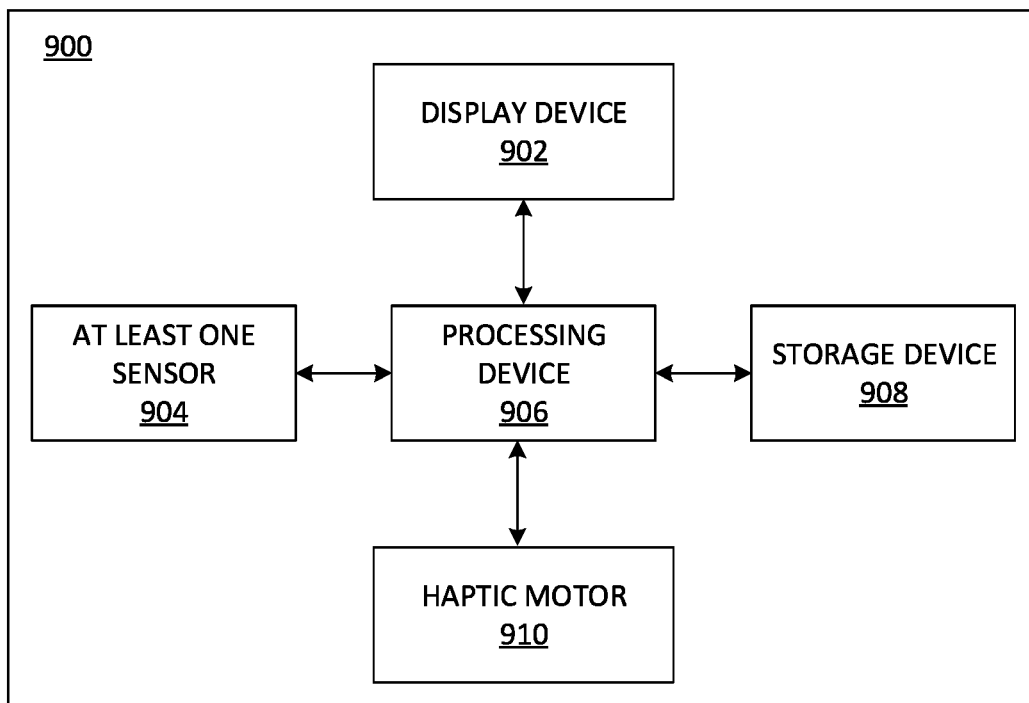 900
DISPLAY DEVICE
902
AT LEAST ONE
SENSOR
904
PROCESSING
DEVICE
906
STORAGE DEVICE
908
HAPTIC MOTOR
910